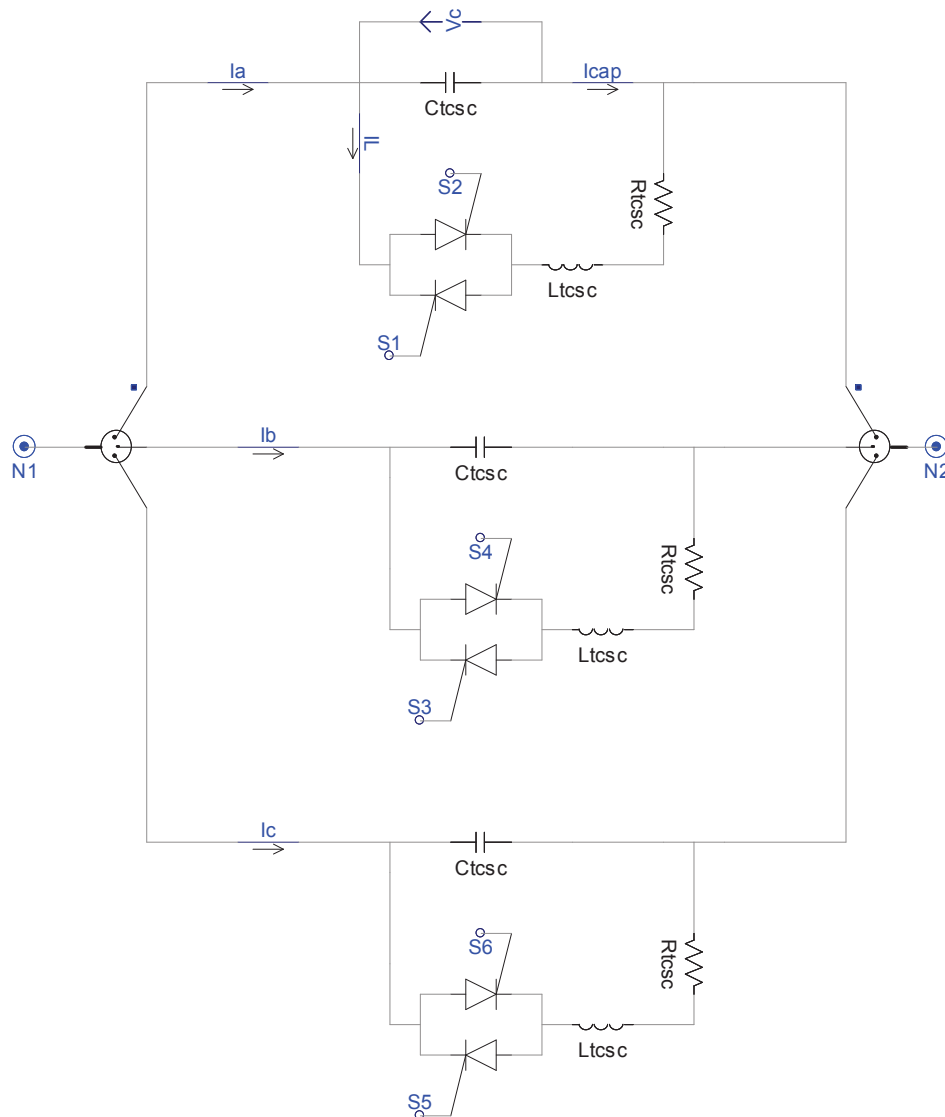 Vc
Ia
Icap
Ctcsc
IL
S2
Rtcsc
Ltcsc
S1
N1
Ib
Ctcsc
N2
S4
Rtcsc
Ltcsc
S3
Ic
Ctcsc
S6
Rtcsc
Ltcsc
S5